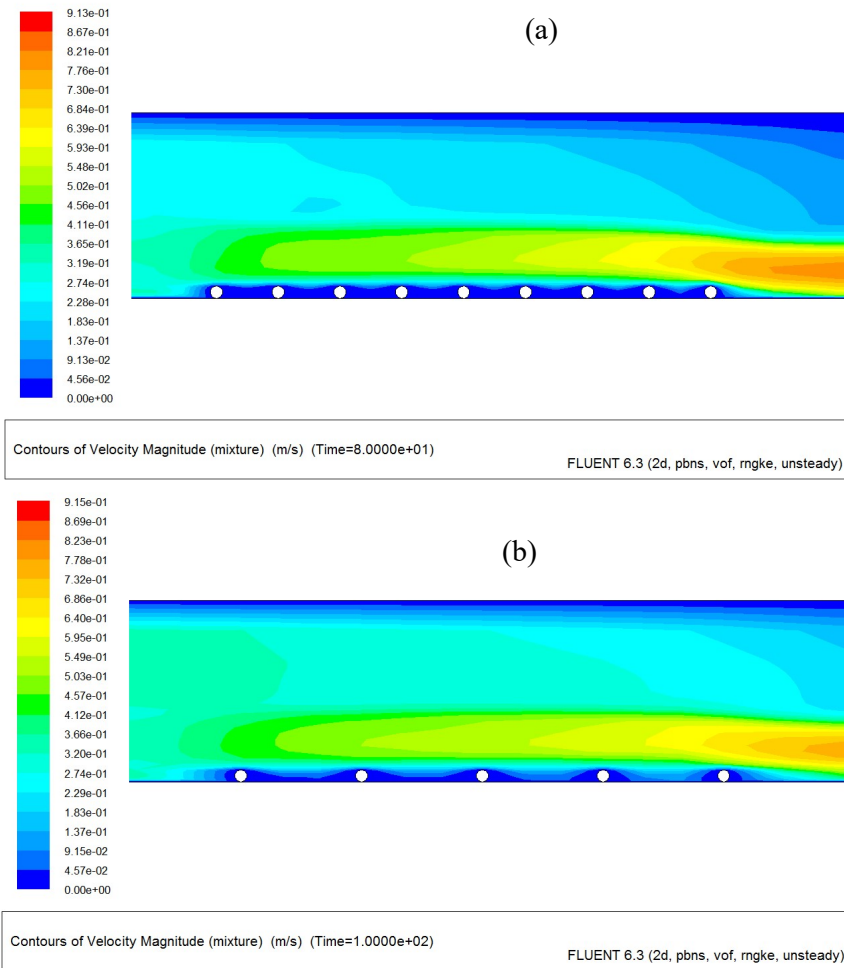 (a)
9.13e-01
8.67e-01
8.21e-01
7.76e-01
7.30e-01
6.84e-01
6.39e-01
5.93e-01
5.48e-01
5.02e-01
4.56e-01
4.11e-01
3.65e-01
3.19e-01
2.74e-01
2.28e-01
1.83e-01
1.37e-01
9.13e-02
4.56e-02
0.00e+00
Contours of Velocity Magnitude (mixture) (m/s) (Time=8.0000e+01)
FLUENT 6.3 (2d, pbns, vof, rngke, unsteady)
(b)
9.15e-01
8.69e-01
8.23e-01
7.78e-01
7.32e-01
6.86e-01
6.40e-01
5.95e-01
5.49e-01
5.03e-01
4.57e-01
4.12e-01
3.66e-01
3.20e-01
2.74e-01
2.29e-01
1.83e-01
1.37e-01
9.15e-02
4.57e-02
0.00e+00
Contours of Velocity Magnitude (mixture) (m/s) (Time=1.0000e+02)
FLUENT 6.3 (2d, pbns, vof, rngke, unsteady)